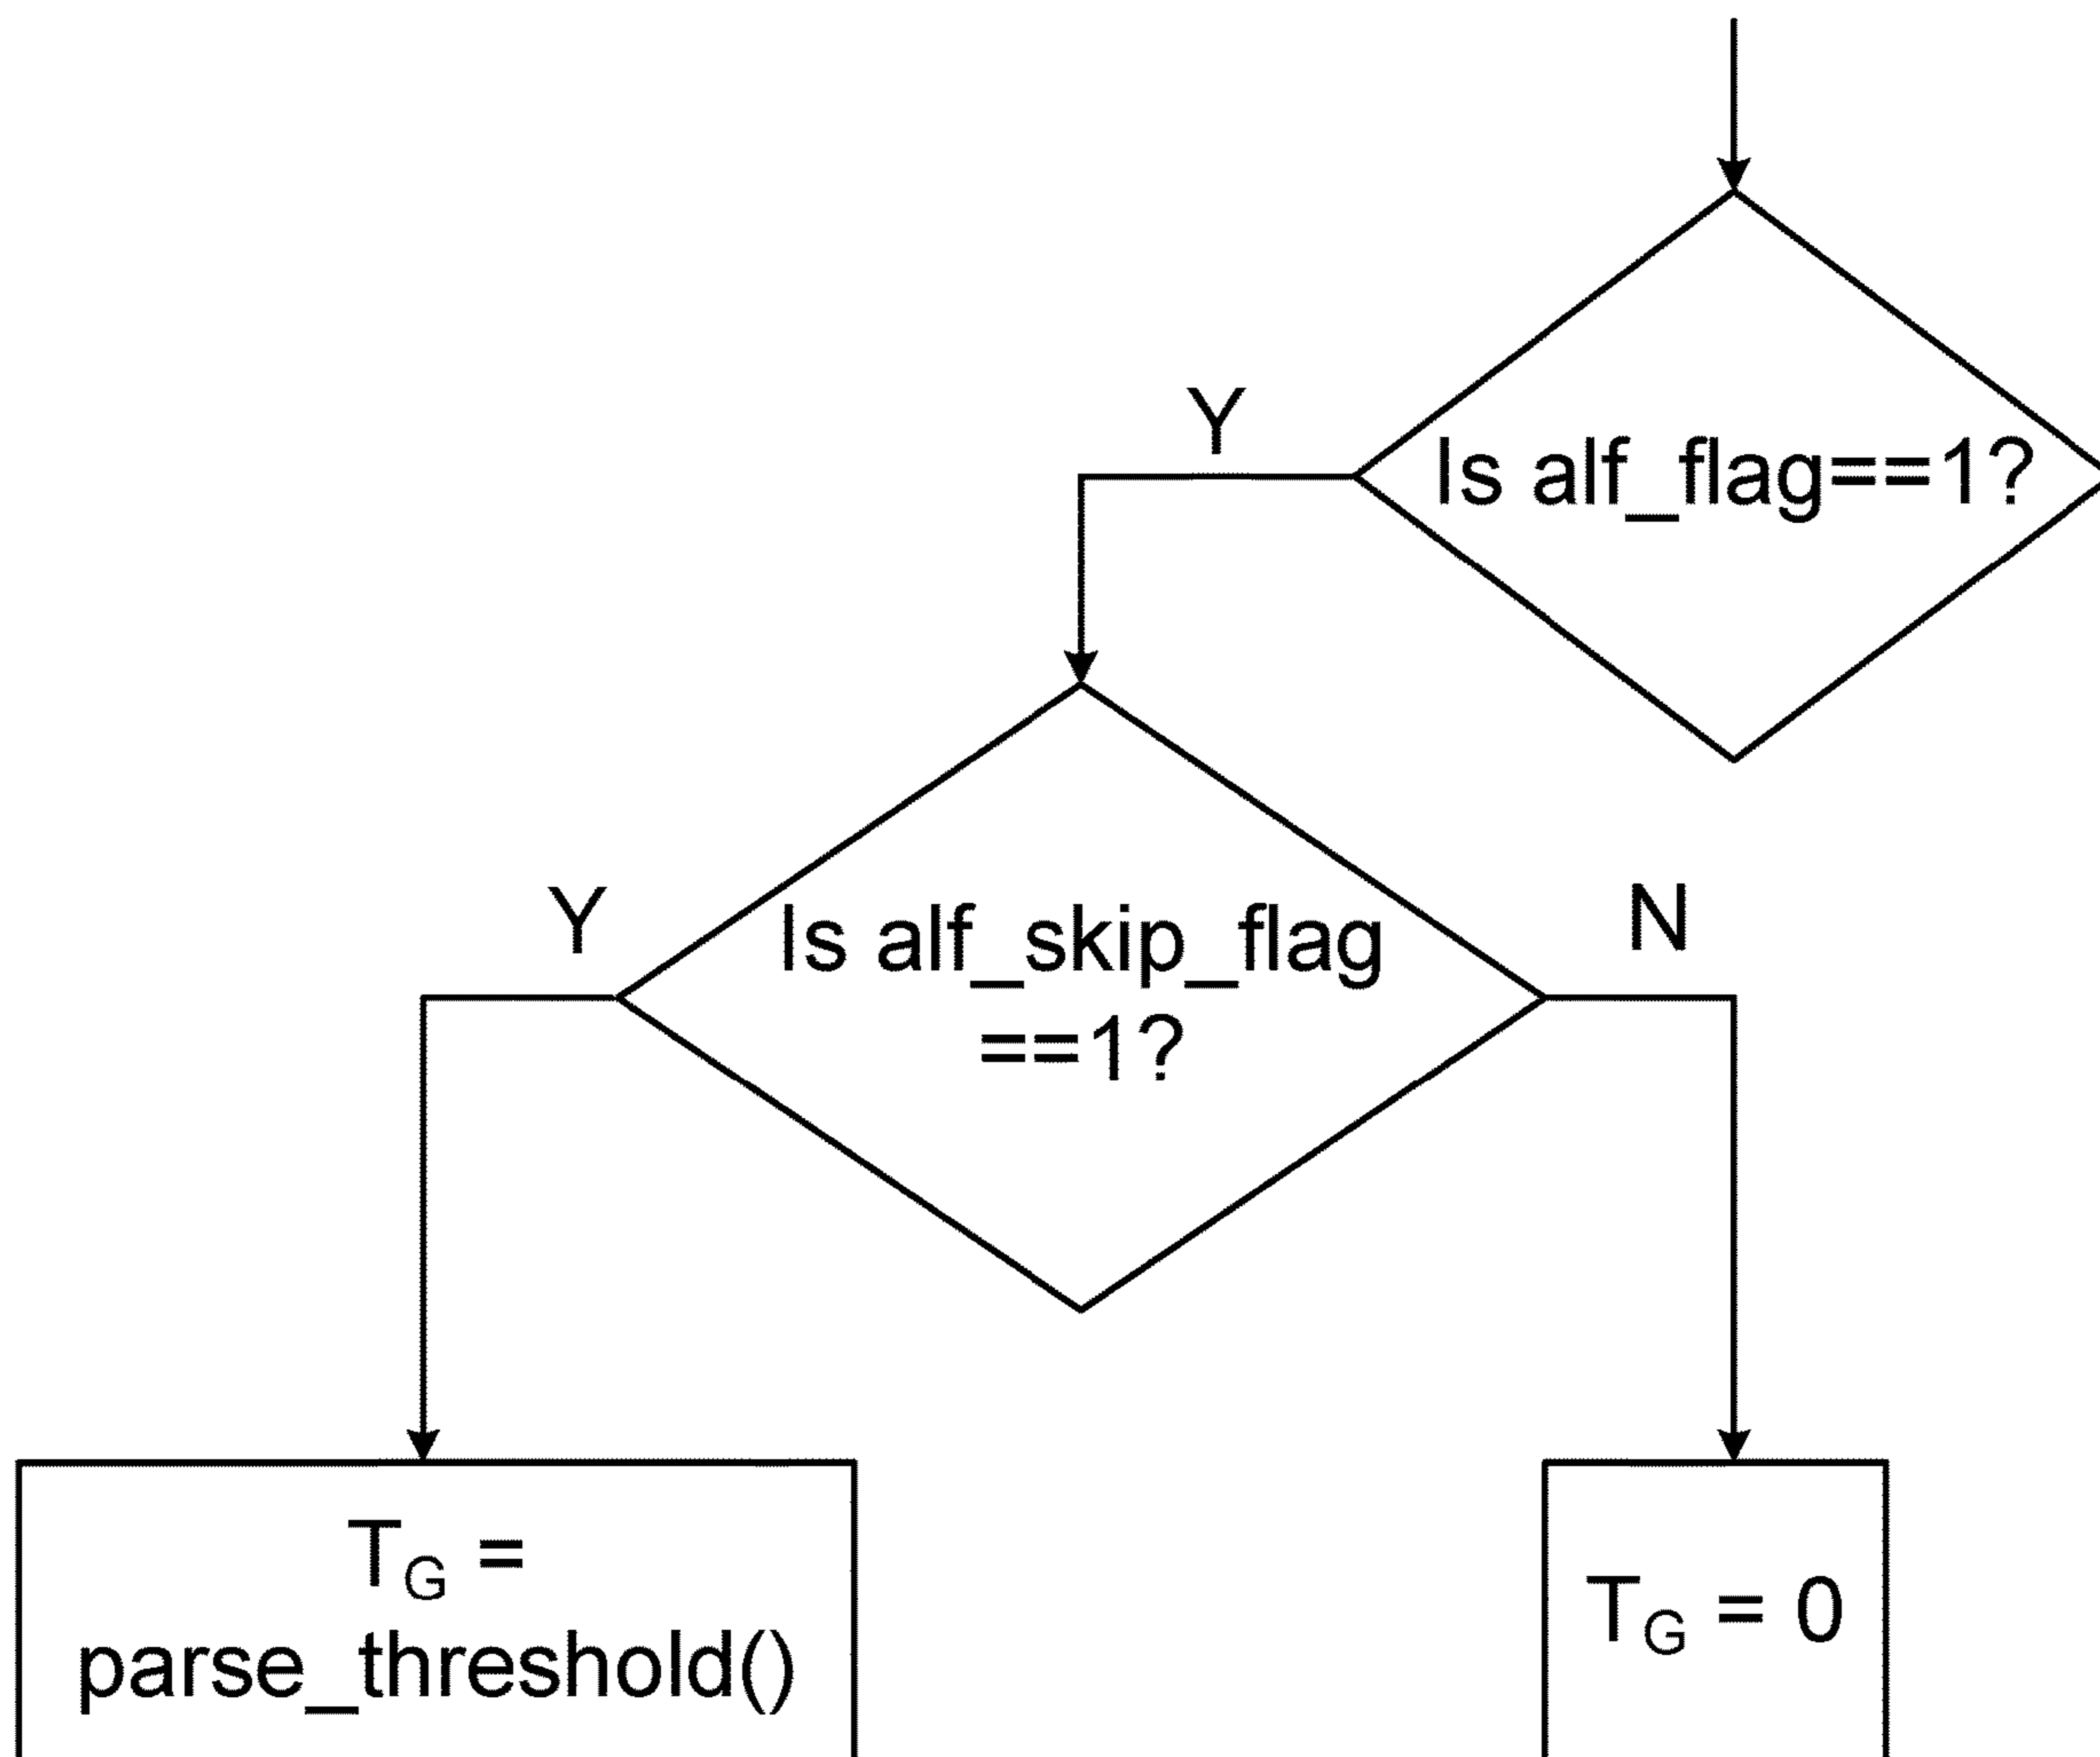 Y
Is alf_flag==1?
Y
Is alf_skip_flag
==1?
N
TG =
parse_threshold()
TG = 0